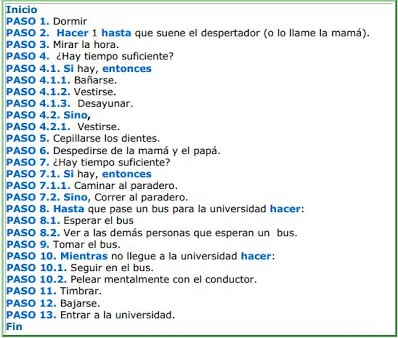 Inicio
PASO 1. Dormir
PASO 2. Hacer 1 hasta que suene el despertador (o lo llame la mamá).
PASO 3. Mirar la hora.
PASO 4. ¿Hay tiempo suficiente?
PASO 4.1. Si hay, entonces
PASO 4.1.1. Bañarse.
PASO 4.1.2. Vestirse.
PASO 4.1.3. Desayunar.
PASO 4.2. Sino,
PASO 4.2.1. Vestirse.
PASO 5. Cepillarse los dientes.
PASO 6. Despedirse de la mamá y el papá.
PASO 7. ¿Hay tiempo suficiente?
PASO 7.1. Si hay, entonces
PASO 7.1.1. Caminar al paradero.
PASO 7.2. Sino, Correr al paradero.
PASO 8. Hasta que pase un bus para la universidad hacer:
PASO 8.1. Esperar el bus
PASO 8.2. Ver a las demás personas que esperan un bus.
PASO 9. Tomar el bus.
PASO 10. Mientras no llegue a la universidad hacer:
PASO 10.1. Seguir en el bus.
PASO 10.2. Pelear mentalmente con el conductor.
PASO 11. Timbrar.
PASO 12. Bajarse.
PASO 13. Entrar a la universidad.
Fin